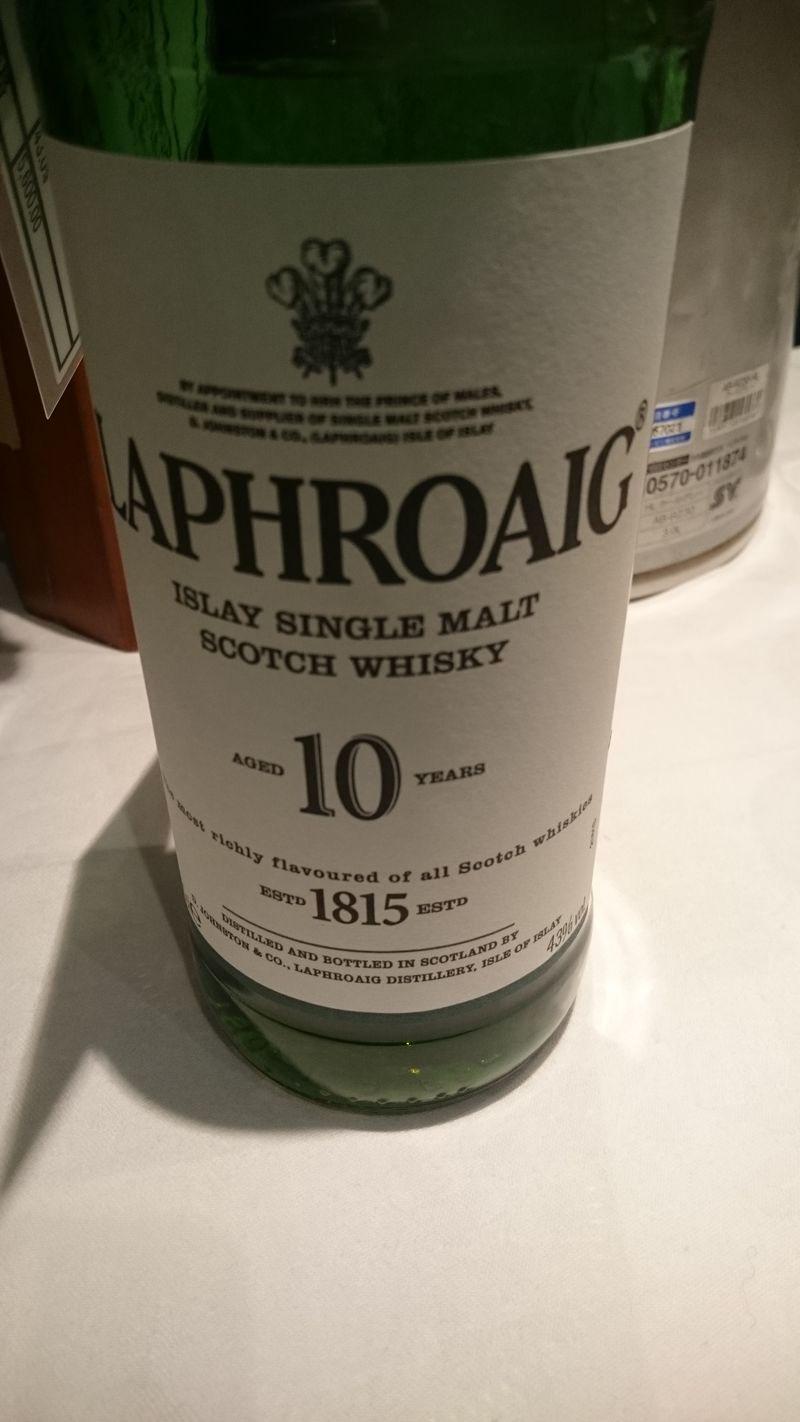 BY APPOINTMENT TO HRH THE PRINCE OF WALES,
DISTILLER AND SUPPLIER OF SINGLE MALT SCOTCH WHISKY,
D. JOHNSTON & CO., (LAPHROAIG) ISLE OF ISLAY
LAPHROAIG®
ISLAY SINGLE MALT
SCOTCH WHISKY
AGED 10 YEARS
most richly flavoured of all Scotch whiskies
ESTD 1815 ESTD
DISTILLED AND BOTTLED IN SCOTLAND BY
D. JOHNSTON & CO., LAPHROAIG DISTILLERY, ISLE OF ISLAY
43% vol
0570-011874